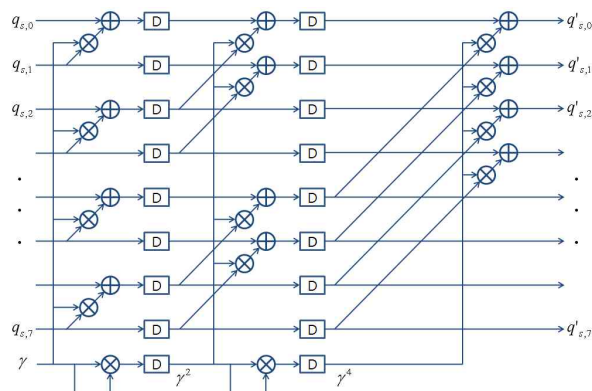 q_{s,0} D D q'_{s,0}
q_{s,1} D D q'_{s,1}
q_{s,2} D D q'_{s,2}
D D
D D
D D
D D
q_{s,7} D D q'_{s,7}
γ D γ^2 D γ^4